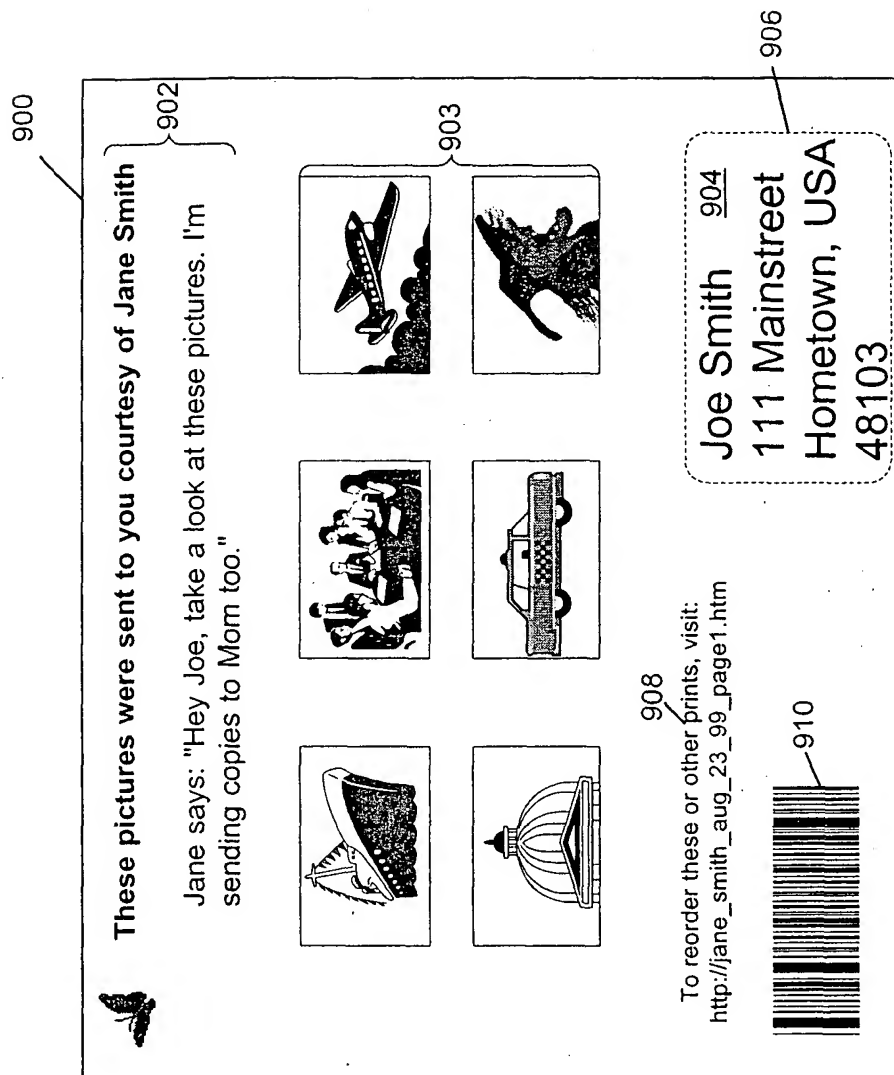 900
These pictures were sent to you courtesy of Jane Smith
902
Jane says: "Hey Joe, take a look at these pictures. I'm
sending copies to Mom too."
903
908
To reorder these or other prints, visit:
http://jane_smith_aug_23_99_page1.htm
910
Joe Smith 904
111 Mainstreet
Hometown, USA
48103
906